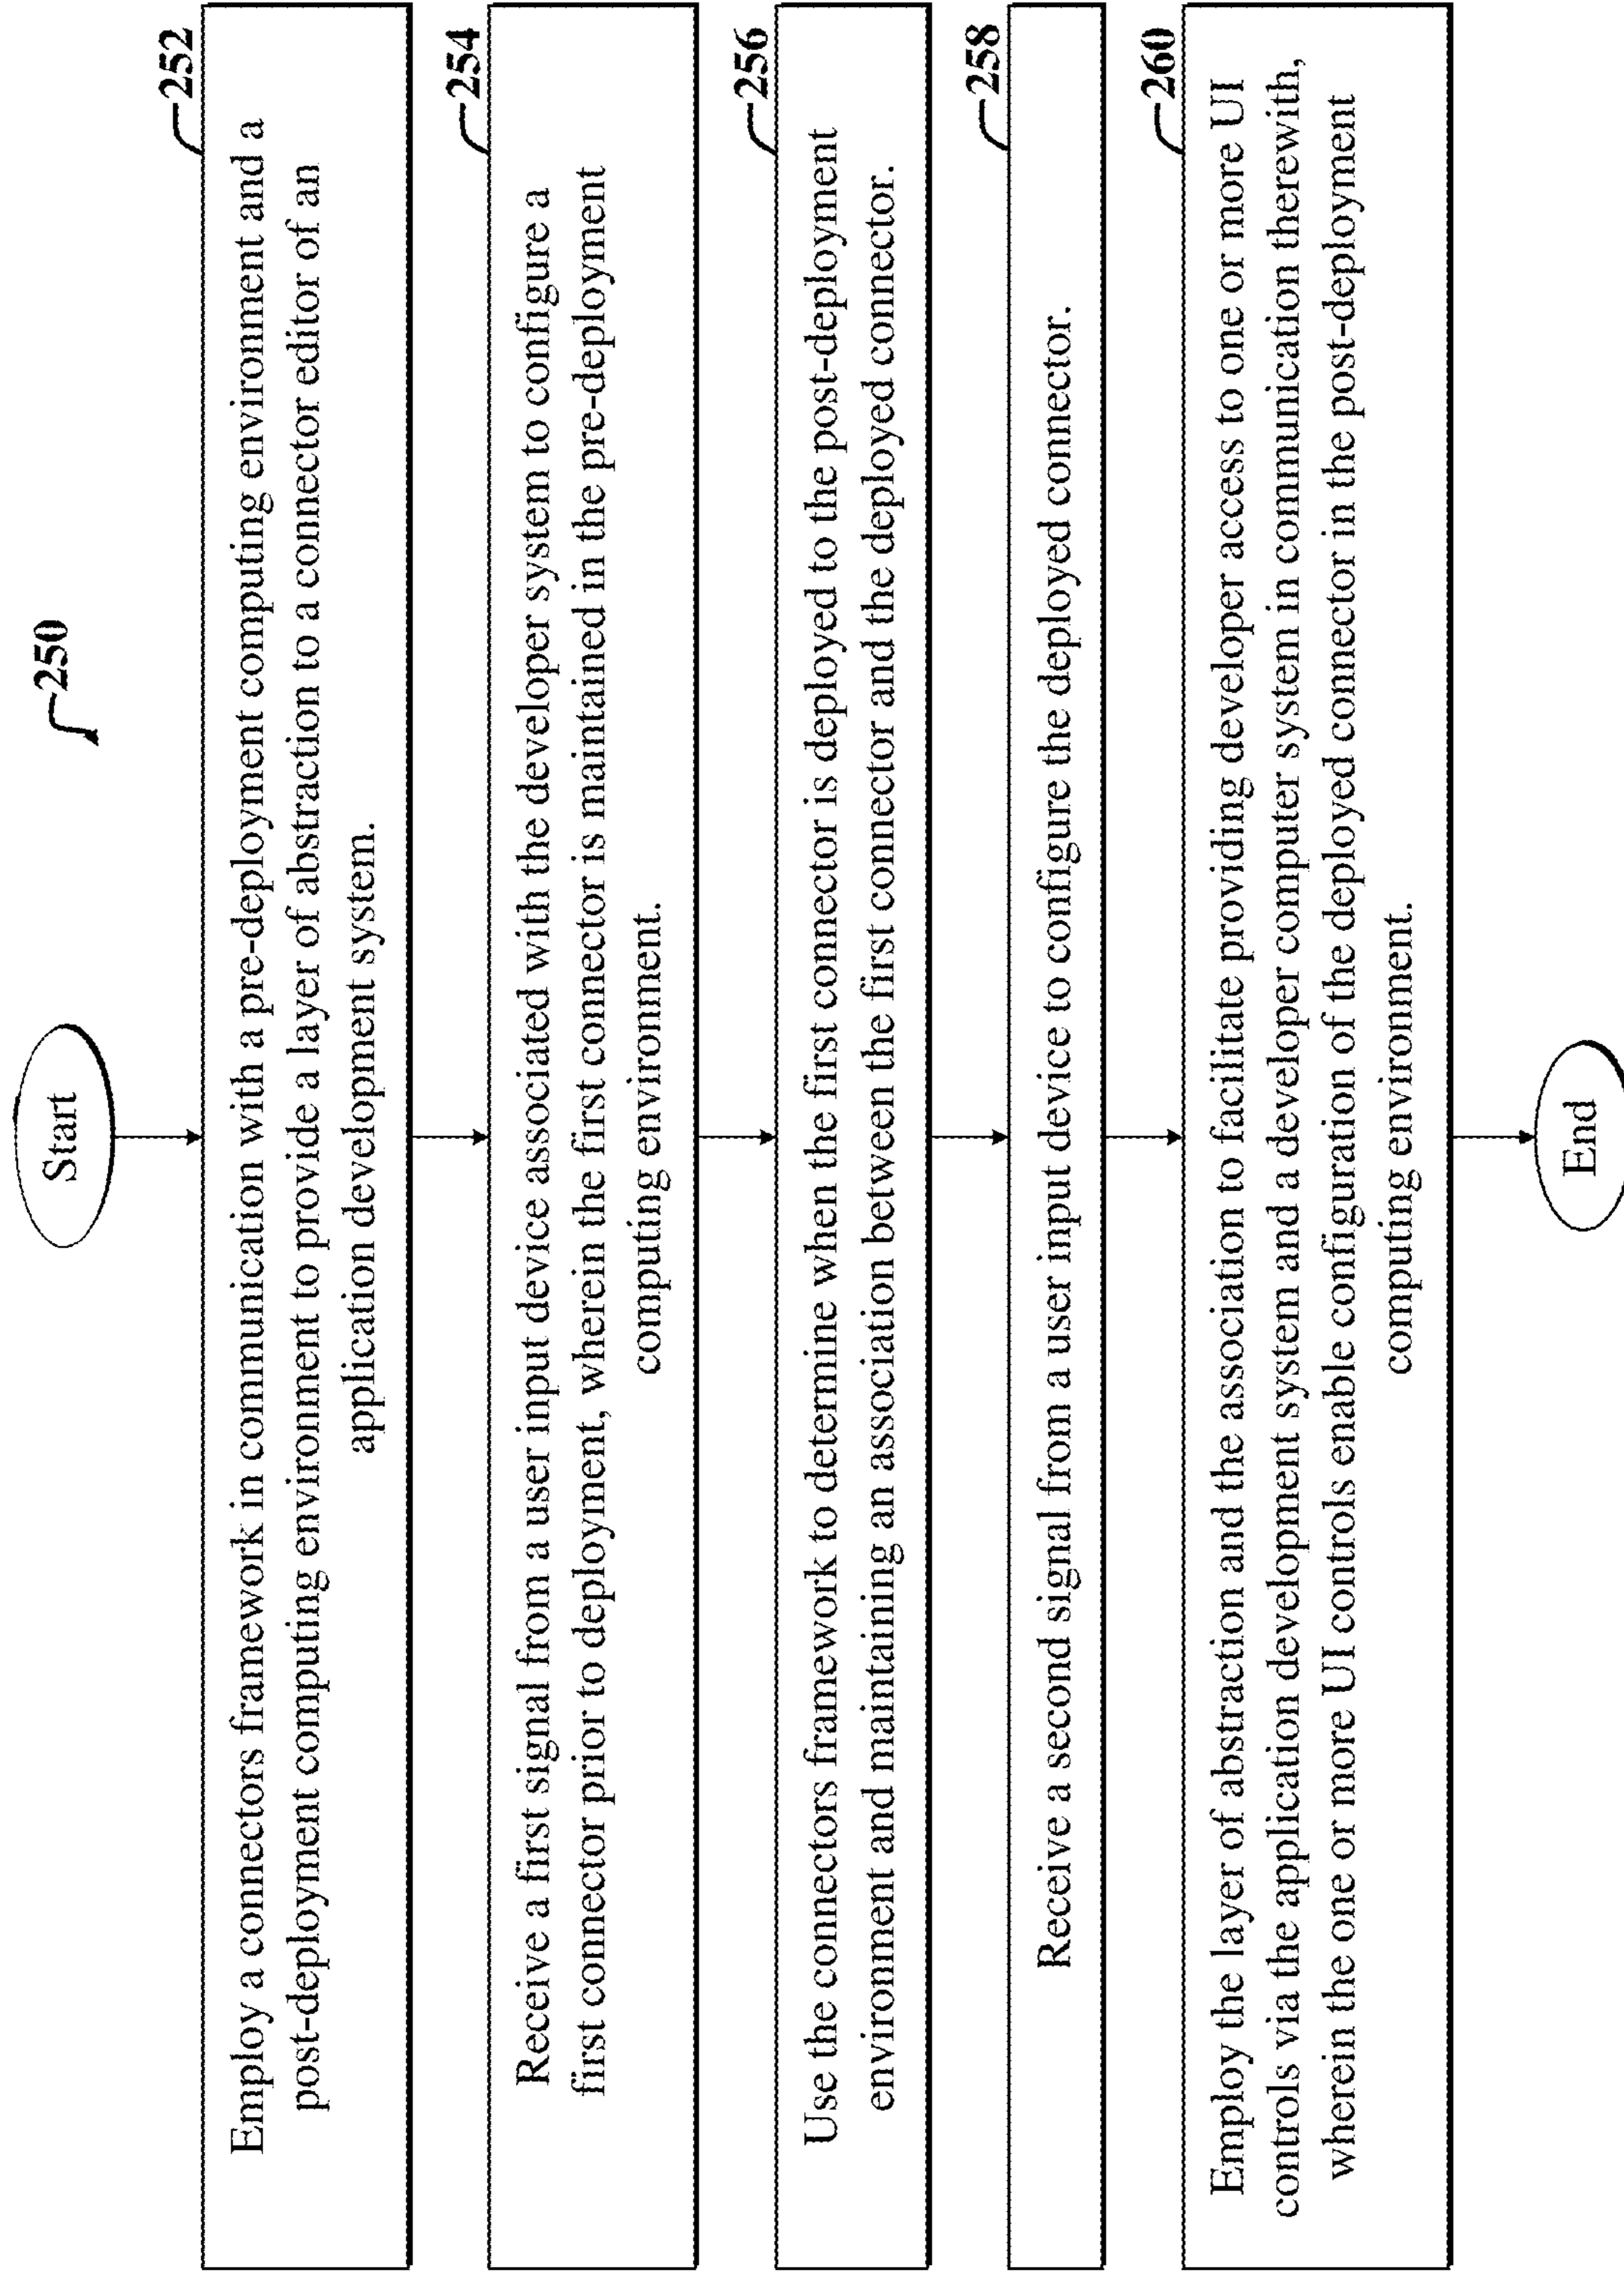 250
Start
252
Employ a connectors framework in communication with a pre-deployment computing environment and a
post-deployment computing environment to provide a layer of abstraction to a connector editor of an
application development system.
254
Receive a first signal from a user input device associated with the developer system to configure a
first connector prior to deployment, wherein the first connector is maintained in the pre-deployment
computing environment.
256
Use the connectors framework to determine when the first connector is deployed to the post-deployment
environment and maintaining an association between the first connector and the deployed connector.
258
Receive a second signal from a user input device to configure the deployed connector.
260
Employ the layer of abstraction and the association to facilitate providing developer access to one or more UI
controls via the application development system and a developer computer system in communication therewith,
wherein the one or more UI controls enable configuration of the deployed connector in the post-deployment
computing environment.
End